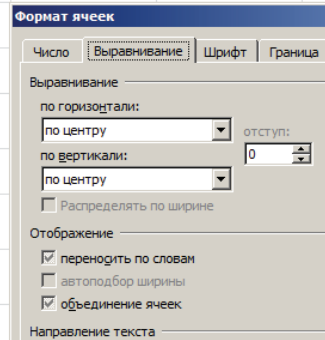 Формат ячеек
Число Выравнивание Шрифт Граница
Выравнивание
по горизонтали:
по центру
отступ:
по вертикали:
0
по центру
Распределять по ширине
Отображение
переносить по словам
автоподбор ширины
объединение ячеек
Направление текста